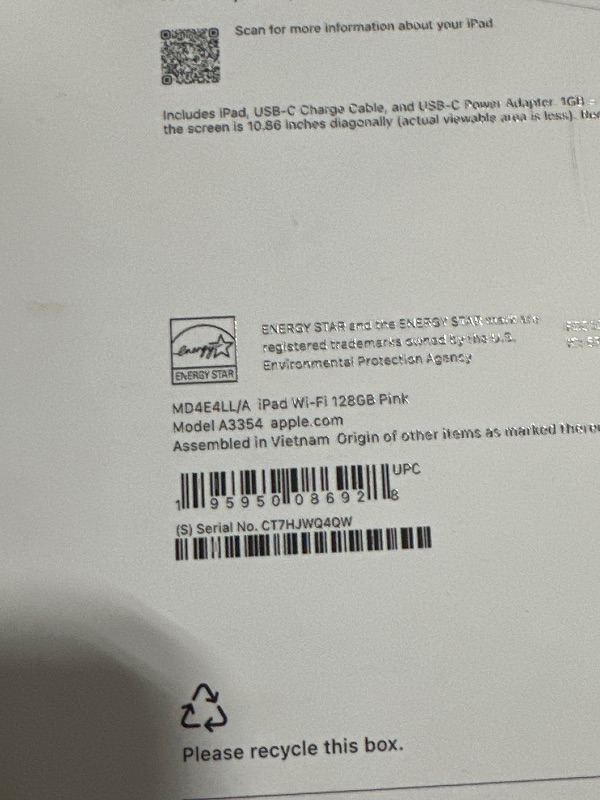 Scan for more information about your iPad
Includes iPad, USB-C Charge Cable, and USB-C Power Adapter. 1GB =
the screen is 10.86 inches diagonally (actual viewable area is less).
energy
ENERGY STAR
ENERGY STAR and the ENERGY STAR mark are
registered trademarks owned by the U.S.
Environmental Protection Agency
MD4E4LL/A iPad Wi-Fi 128GB Pink
Model A3354 apple.com
Assembled in Vietnam Origin of other items as marked thereo
UPC
1 95950 08692 8
(S) Serial No. CT7HJWQ4QW
Please recycle this box.